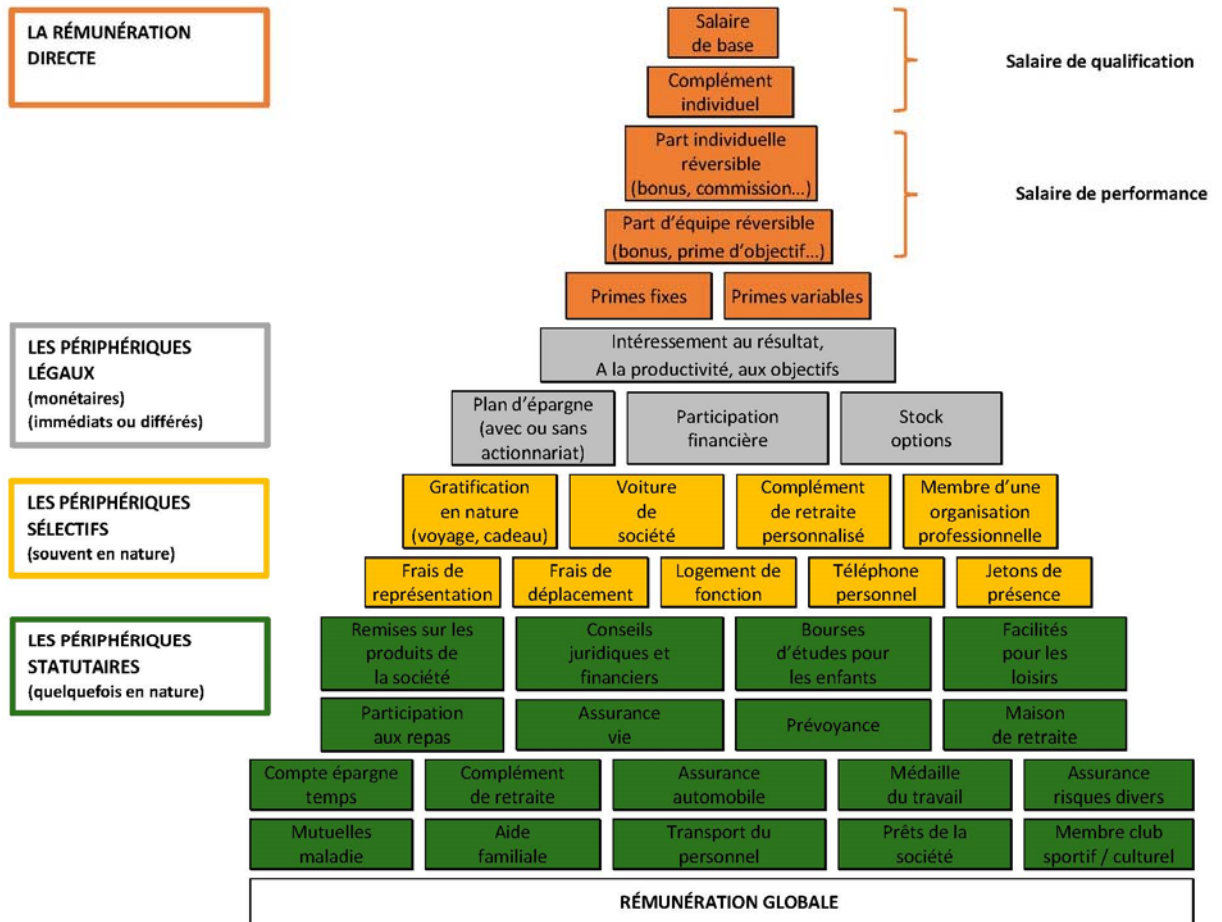 LA RÉMUNÉRATION
DIRECTE
Salaire
de base
Complément
individuel
Salaire de qualification
Part individuelle
réversible
(bonus, commission...)
Part d'équipe réversible
(bonus, prime d'objectif...)
Salaire de performance
Primes fixes
Primes variables
LES PÉRIPHÉRIQUES
LÉGAUX
(monétaires)
(immédiats ou différés)
Intéressement au résultat,
A la productivité, aux objectifs
Plan d'épargne
(avec ou sans
actionnariat)
Participation
financière
Stock
options
LES PÉRIPHÉRIQUES
SÉLECTIFS
(souvent en nature)
Gratification
en nature
(voyage, cadeau)
Voiture
de
société
Complément
de retraite
personnalisé
Membre d'une
organisation
professionnelle
Frais de
représentation
Frais de
déplacement
Logement de
fonction
Téléphone
personnel
Jetons de
présence
LES PÉRIPHÉRIQUES
STATUTAIRES
(quelquefois en nature)
Remises sur les
produits de
la société
Conseils
juridiques et
financiers
Bourses
d'études pour
les enfants
Facilités
pour les
loisirs
Participation
aux repas
Assurance
vie
Prévoyance
Maison
de retraite
Compte épargne
temps
Complément
de retraite
Assurance
automobile
Médaille
du travail
Assurance
risques divers
Mutuelles
maladie
Aide
familiale
Transport du
personnel
Prêts de la
société
Membre club
sportif / culturel
RÉMUNÉRATION GLOBALE